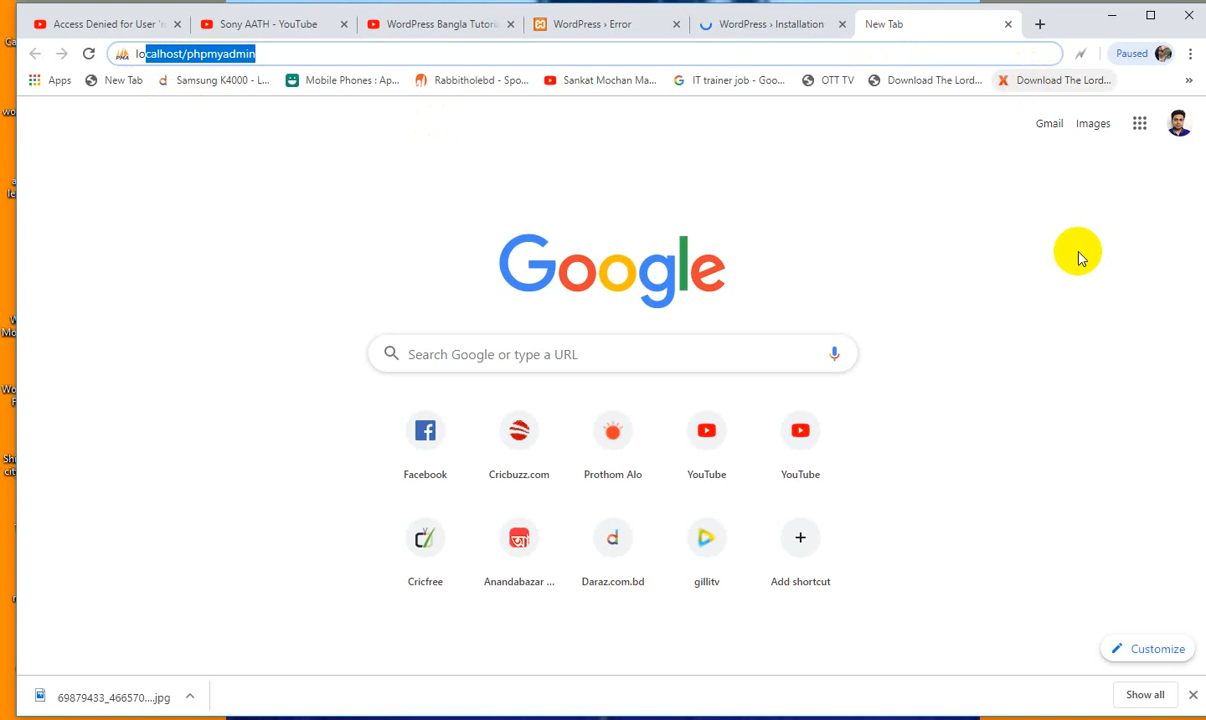 Access Denied for User '
Sony AATH - YouTube
WordPress Bangla Tutori
WordPress › Error
WordPress › Installation
New Tab
localhost/phpmyadmin
Paused
Apps
New Tab
Samsung K4000 - L...
Mobile Phones : Ap...
Rabbitholebd - Spo...
Sankat Mochan Ma...
IT trainer job - Goo...
OTT TV
Download The Lord...
Download The Lord...
»
Gmail
Images
Google
Search Google or type a URL
Facebook
Cricbuzz.com
Prothom Alo
YouTube
YouTube
Cricfree
Anandabazar ...
Daraz.com.bd
gillitv
Add shortcut
Customize
69879433_466570....jpg
Show all